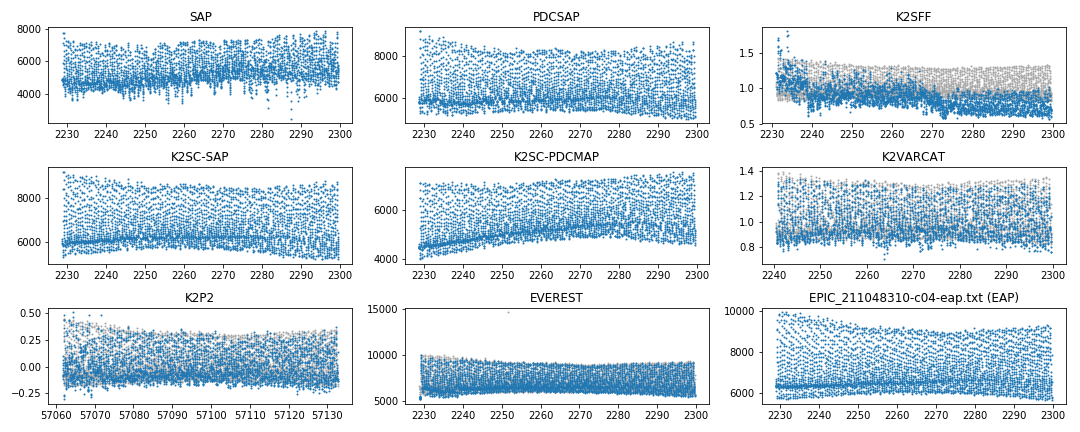 SAP
8000
6000
4000
2230 2240 2250 2260 2270 2280 2290 2300
PDCSAP
8000
6000
2230 2240 2250 2260 2270 2280 2290 2300
K2SFF
1.5
1.0
0.5
2230 2240 2250 2260 2270 2280 2290 2300
K2SC-SAP
8000
6000
2230 2240 2250 2260 2270 2280 2290 2300
K2SC-PDCMAP
6000
4000
2230 2240 2250 2260 2270 2280 2290 2300
K2VARCAT
1.4
1.2
1.0
0.8
2240 2250 2260 2270 2280 2290 2300
K2P2
0.50
0.25
0.00
−0.25
57060 57070 57080 57090 57100 57110 57120 57130
EVEREST
15000
10000
5000
2230 2240 2250 2260 2270 2280 2290 2300
EPIC_211048310-c04-eap.txt (EAP)
10000
8000
6000
2230 2240 2250 2260 2270 2280 2290 2300